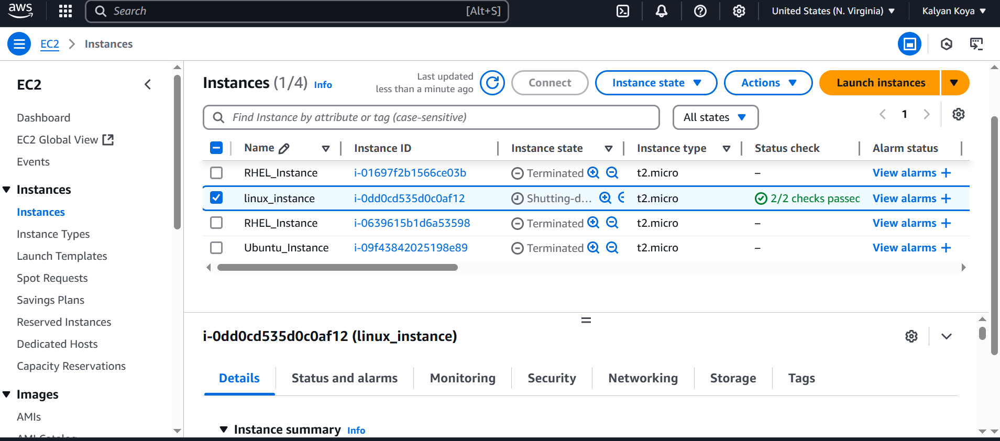 aws
Search [Alt+S] United States (N. Virginia) Kalyan Koya
EC2 Instances
EC2
Dashboard
EC2 Global View
Events
Instances
Instances
Instance Types
Launch Templates
Spot Requests
Savings Plans
Reserved Instances
Dedicated Hosts
Capacity Reservations
Images
AMIs
AMI Catalog
Instances (1/4) Info
Last updated
less than a minute ago
Connect Instance state Actions Launch instances
Find Instance by attribute or tag (case-sensitive) All states 1
Name Instance ID Instance state Instance type Status check Alarm status
RHEL_Instance i-01697f2b1566ce03b Terminated t2.micro – View alarms +
linux_instance i-0dd0cd535d0c0af12 Shutting-d... t2.micro 2/2 checks passed View alarms +
RHEL_Instance i-0639615b1d6a53598 Terminated t2.micro – View alarms +
Ubuntu_Instance i-09f43842025198e89 Terminated t2.micro – View alarms +
i-0dd0cd535d0c0af12 (linux_instance)
Details Status and alarms Monitoring Security Networking Storage Tags
Instance summary Info